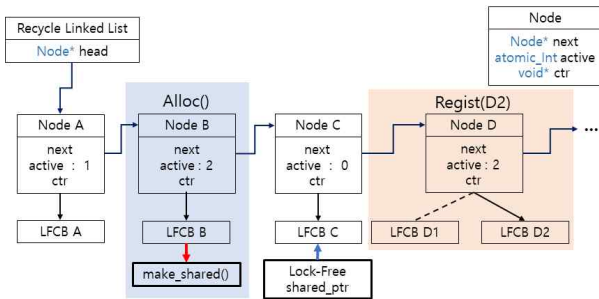 Recycle Linked List
Node* head
Node
Node* next
atomic_Int active
void* ctr
Alloc()
Regist(D2)
Node A
next
active : 1
ctr
Node B
next
active : 2
ctr
Node C
next
active : 0
ctr
Node D
next
active : 2
ctr
...
LFCB A
LFCB B
LFCB C
LFCB D1
LFCB D2
make_shared()
Lock-Free
shared_ptr